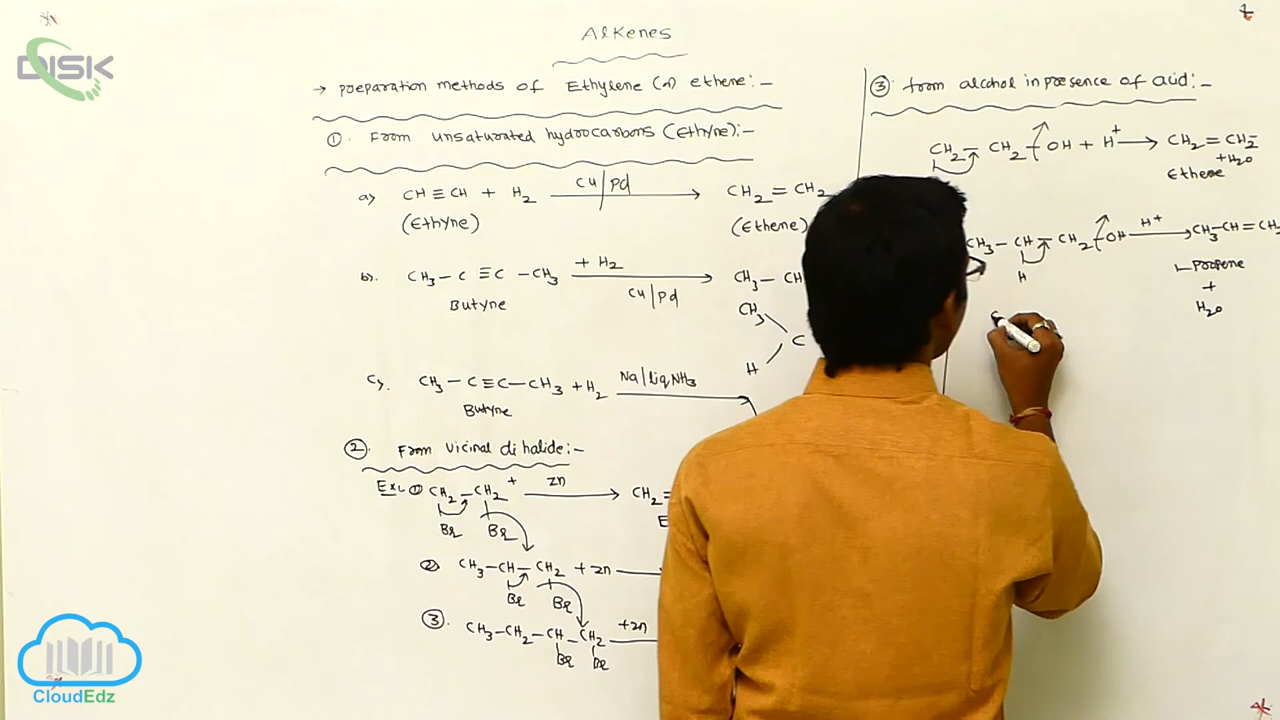 DISK
Alkenes
→ preparation methods of Ethylene (or) ethene:-
① From unsaturated hydrocarbons (Ethyne):-
a) CH ≡ CH + H2 Cu/Pd → CH2 = CH2
(Ethyne) (Ethene)
b) CH3 - C ≡ C - CH3 + H2 → CH3 - CH
Butyne Cu/Pd
CH3
C
H
c) CH3 - C ≡ C - CH3 + H2 Na/liq NH3
Butyne
② From vicinal di halide:-
Ex:- ① CH2 - CH2 + Zn → CH2 =
Br Br E
② CH3 - CH - CH2 + Zn →
Br Br
③ CH3 - CH2 - CH - CH2 + Zn
Br Br
③ from alcohol in presence of acid:-
CH2 - CH2 - OH + H+ → CH2 = CH2
+ H2O
Ethene
CH3 - CH - CH2 - OH H+ → CH3 - CH = CH2
H
Propene
+
H2O
CloudEdz